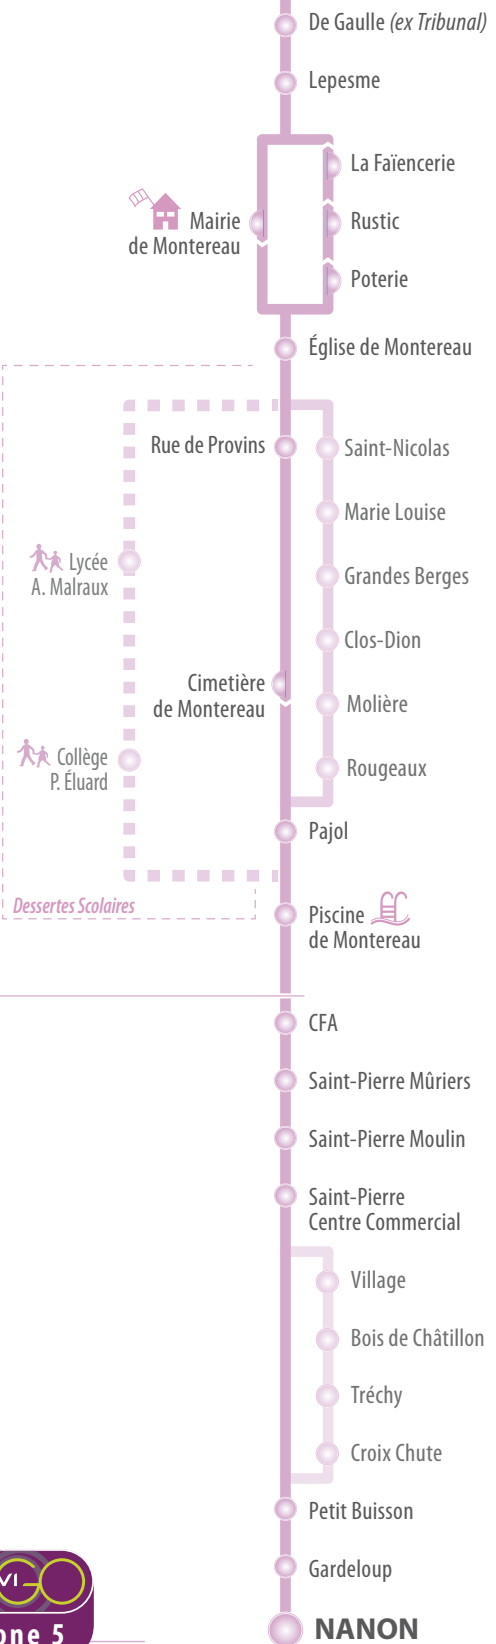 De Gaulle (ex Tribunal)
Lepesme
La Faïencerie
Mairie
de Montereau
Rustic
Poterie
Église de Montereau
Rue de Provins
Saint-Nicolas
Marie Louise
Lycée
A. Malraux
Grandes Berges
Clos-Dion
Cimetière
de Montereau
Molière
Collège
P. Éluard
Rougeaux
Pajol
Dessertes Scolaires
Piscine
de Montereau
CFA
Saint-Pierre Mûriers
Saint-Pierre Moulin
Saint-Pierre
Centre Commercial
Village
Bois de Châtillon
Tréchy
Croix Chute
Petit Buisson
Gardeloup
NANON
VIGO
one 5